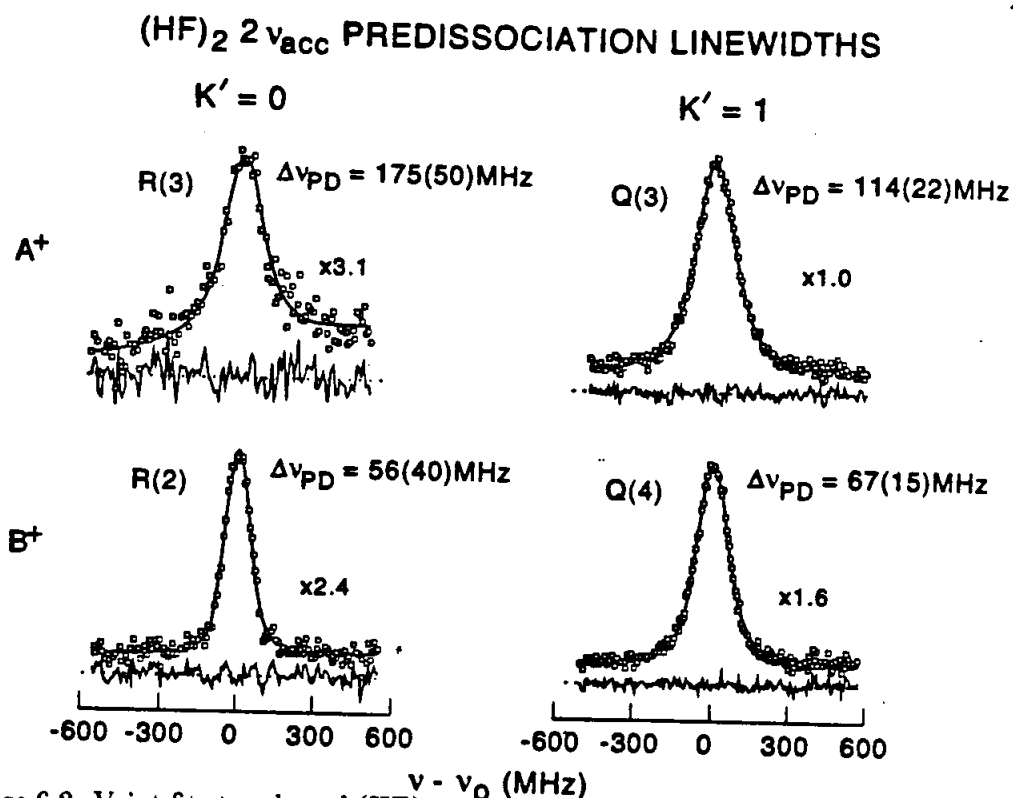 (HF)₂ 2 νacc PREDISSOCIATION LINEWIDTHS
K′ = 0
K′ = 1
R(3) ΔνPD = 175(50)MHz
Q(3) ΔνPD = 114(22)MHz
A⁺
x3.1
x1.0
R(2) ΔνPD = 56(40)MHz
Q(4) ΔνPD = 67(15)MHz
B⁺
x2.4
x1.6
-600 -300 0 300 600
-600 -300 0 300 600
ν - ν₀ (MHz)